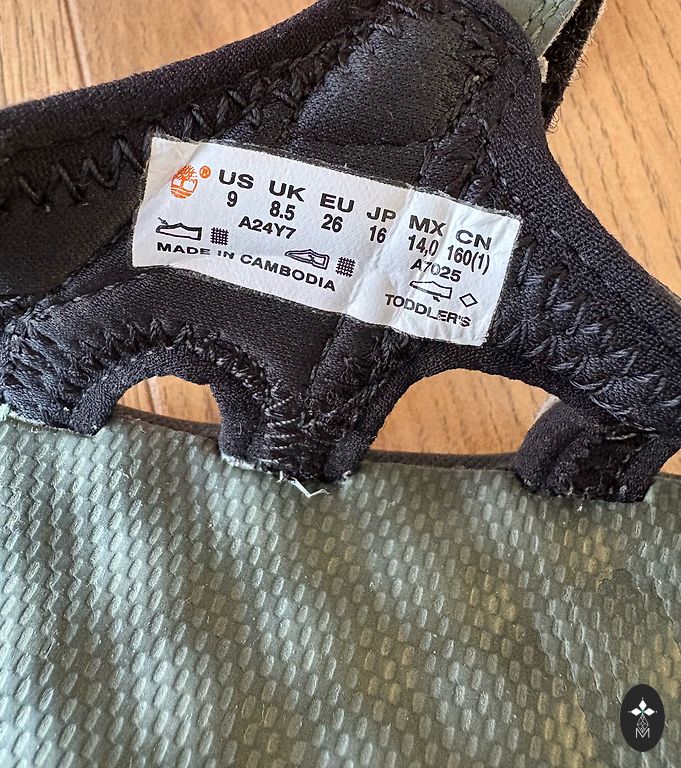 ® US UK EU JP MX CN
9 8.5 26 16 14,0 160(1)
A24Y7 A7025
MADE IN CAMBODIA
TODDLER'S
M